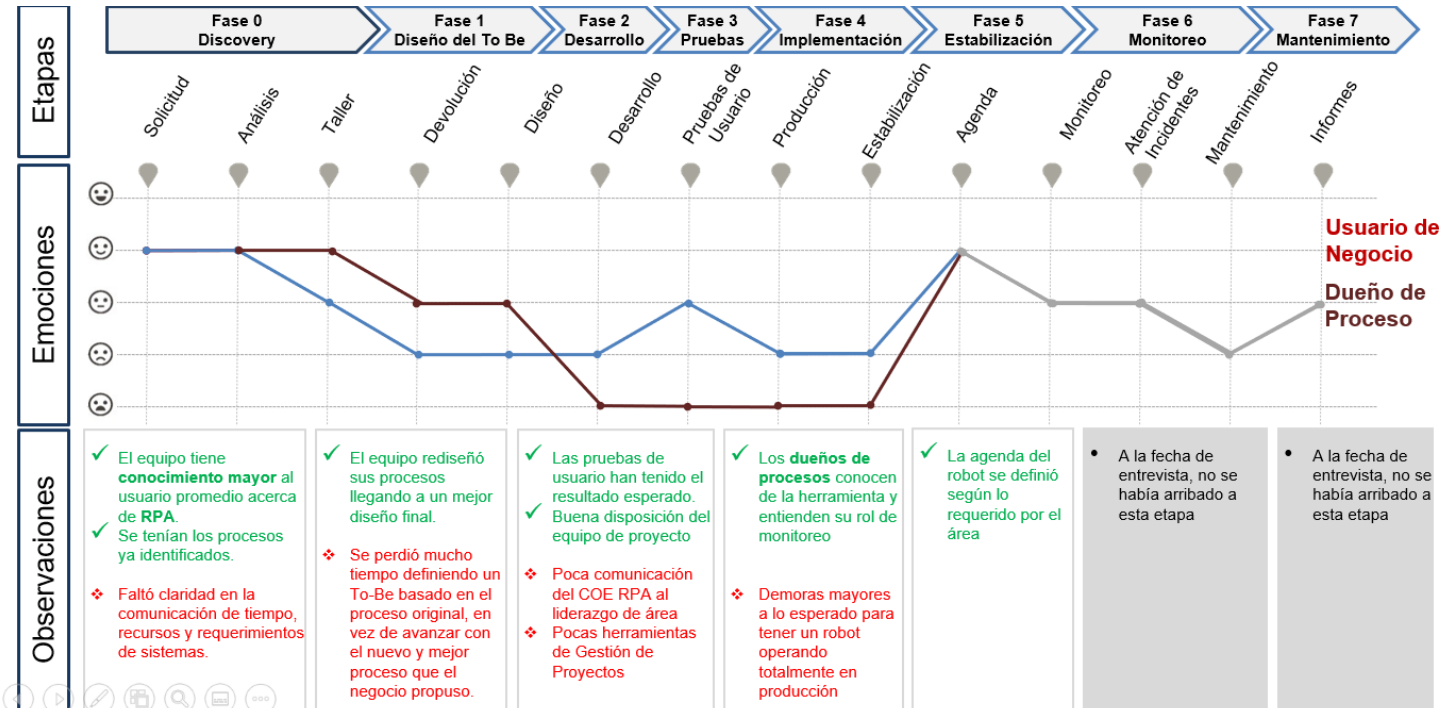 Etapas
Fase 0
Discovery
Fase 1
Diseño del To Be
Fase 2
Desarrollo
Fase 3
Pruebas
Fase 4
Implementación
Fase 5
Estabilización
Fase 6
Monitoreo
Fase 7
Mantenimiento
Solicitud
Análisis
Taller
Devolución
Diseño
Desarrollo
Pruebas de
Usuario
Producción
Estabilización
Agenda
Monitoreo
Atención de
Incidentes
Mantenimiento
Informes
Emociones
Usuario de
Negocio
Dueño de
Proceso
Observaciones
El equipo tiene
conocimiento mayor al
usuario promedio acerca
de RPA.
Se tenían los procesos
ya identificados.
Faltó claridad en la
comunicación de tiempo,
recursos y requerimientos
de sistemas.
El equipo rediseñó
sus procesos
llegando a un mejor
diseño final.
Se perdió mucho
tiempo definiendo un
To-Be basado en el
proceso original, en
vez de avanzar con
el nuevo y mejor
proceso que el
negocio propuso.
Las pruebas de
usuario han tenido el
resultado esperado.
Buena disposición del
equipo de proyecto
Poca comunicación
del COE RPA al
liderazgo de área
Pocas herramientas
de Gestión de
Proyectos
Los dueños de
procesos conocen
de la herramienta y
entienden su rol de
monitoreo
Demoras mayores
a lo esperado para
tener un robot
operando
totalmente en
producción
La agenda del
robot se definió
según lo
requerido por el
área
A la fecha de
entrevista, no se
había arribado a
esta etapa
A la fecha de
entrevista, no se
había arribado a
esta etapa